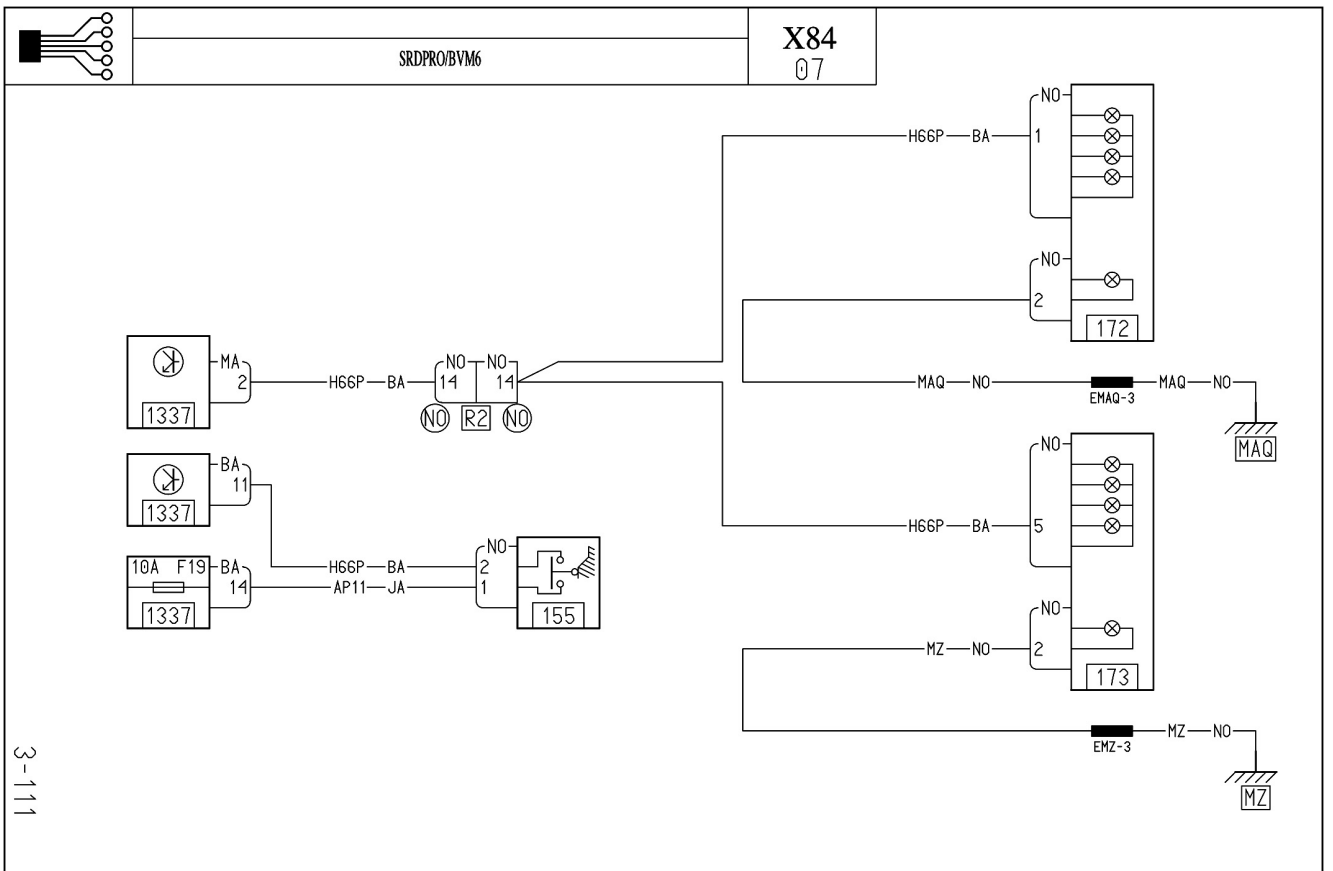 SRDPRO/BVM6
X84
07
NO
H66P BA 1
NO
2
172
MA NO NO
2 H66P BA 14 14
1337 NO R2 NO
MAQ NO MAQ NO
EMAQ-3
MAQ
NO
BA
11
1337
H66P BA 5
10A F19 BA H66P BA NO
2
14 AP11 JA 1
1337 155
NO
MZ NO 2
173
MZ NO
EMZ-3
MZ
3-111